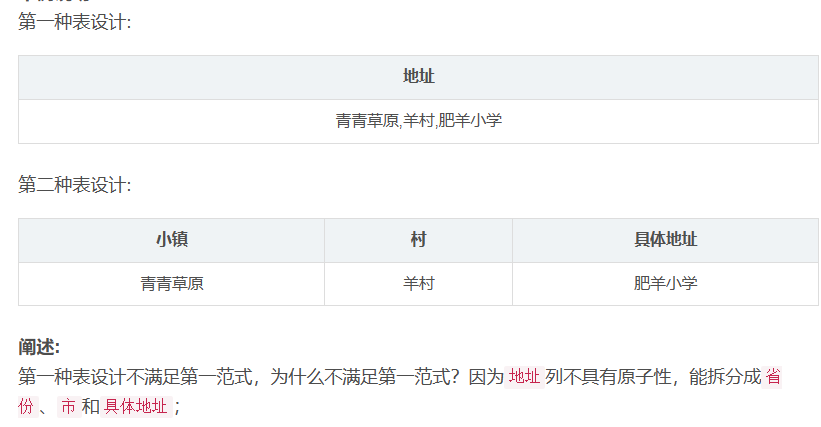 第一种表设计:
地址
青青草原,羊村,肥羊小学
第二种表设计:
小镇 村 具体地址
青青草原 羊村 肥羊小学
阐述:
第一种表设计不满足第一范式，为什么不满足第一范式？因为地址列不具有原子性，能拆分成省
份、市和具体地址；